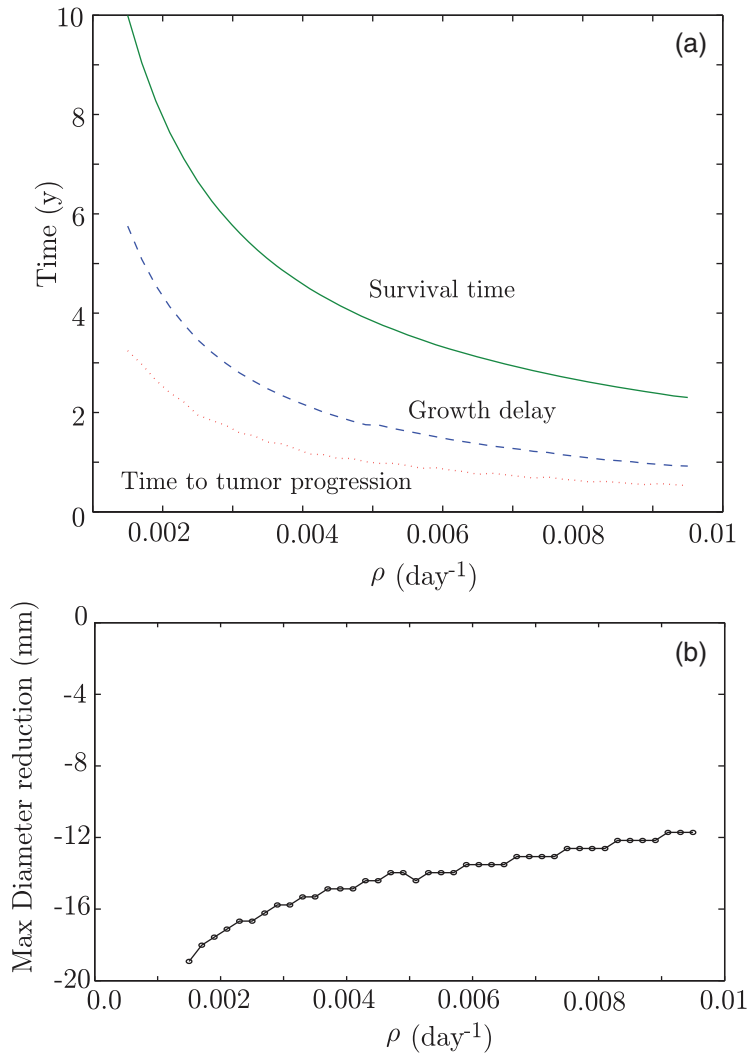 (a)
10
8
6
4
2
0
Time (y)
Survival time
Growth delay
Time to tumor progression
0.002
0.004
0.006
0.008
0.01
ρ (day-1)
(b)
0
-4
-8
-12
-16
-20
Max Diameter reduction (mm)
0.0
0.002
0.004
0.006
0.008
0.01
ρ (day-1)